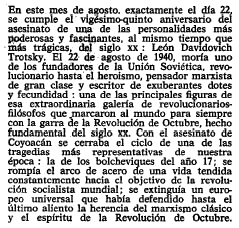 En este mes de agosto, exactamente el día 22,
se cumple el vigésimo-quinto aniversario del
asesinato de una de las personalidades más
poderosas y fascinantes, al mismo tiempo que
más trágicas, del siglo XX : León Davidovich
Trotsky. El 22 de agosto de 1940, moría uno
de los fundadores de la Unión Soviética, revo-
lucionario hasta el heroísmo, pensador marxista
de gran clase y escritor de exuberantes dotes
y fecundidad : una de las principales figuras de
esa extraordinaria galería de revolucionarios-
filósofos que marcaron al mundo para siempre
con la garra de la Revolución de Octubre, hecho
fundamental del siglo XX. Con el asesinato de
Coyoacán se cerraba el ciclo de una de las
tragedias más representativas de nuestra
época : la de los bolcheviques del año 17; se
rompía el arco de acero de una vida tendida
constantemente hacia el objetivo de la revolu-
ción socialista mundial; se extinguía un euro-
peo universal que había defendido hasta el
último aliento la herencia del marxismo clásico
y el espíritu de la Revolución de Octubre.